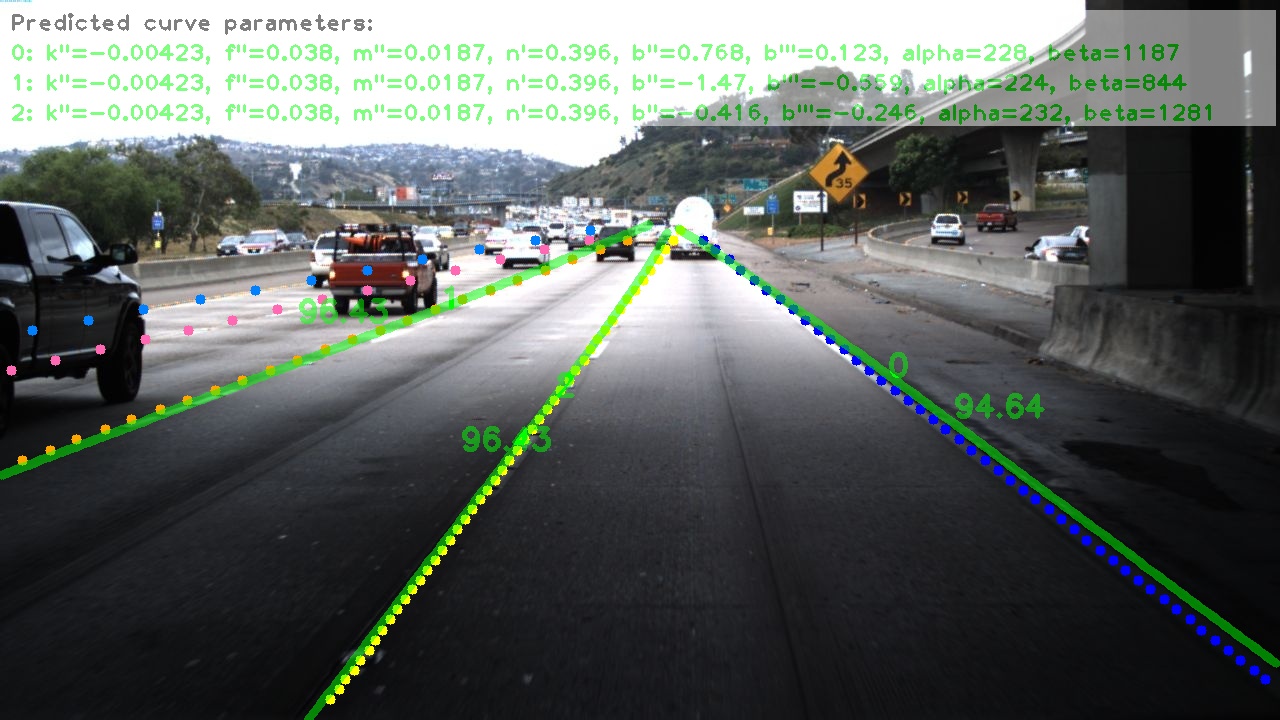 Predicted curve parameters:
0: k''=-0.00423, f''=0.038, m''=0.0187, n'=0.396, b''=0.768, b'''=0.123, alpha=228, beta=1187
1: k''=-0.00423, f''=0.038, m''=0.0187, n'=0.396, b''=-1.47, b'''=-0.559, alpha=224, beta=844
2: k''=-0.00423, f''=0.038, m''=0.0187, n'=0.396, b''=-0.416, b'''=-0.246, alpha=232, beta=1281
35
1
96.43
0
94.64
2
96.43